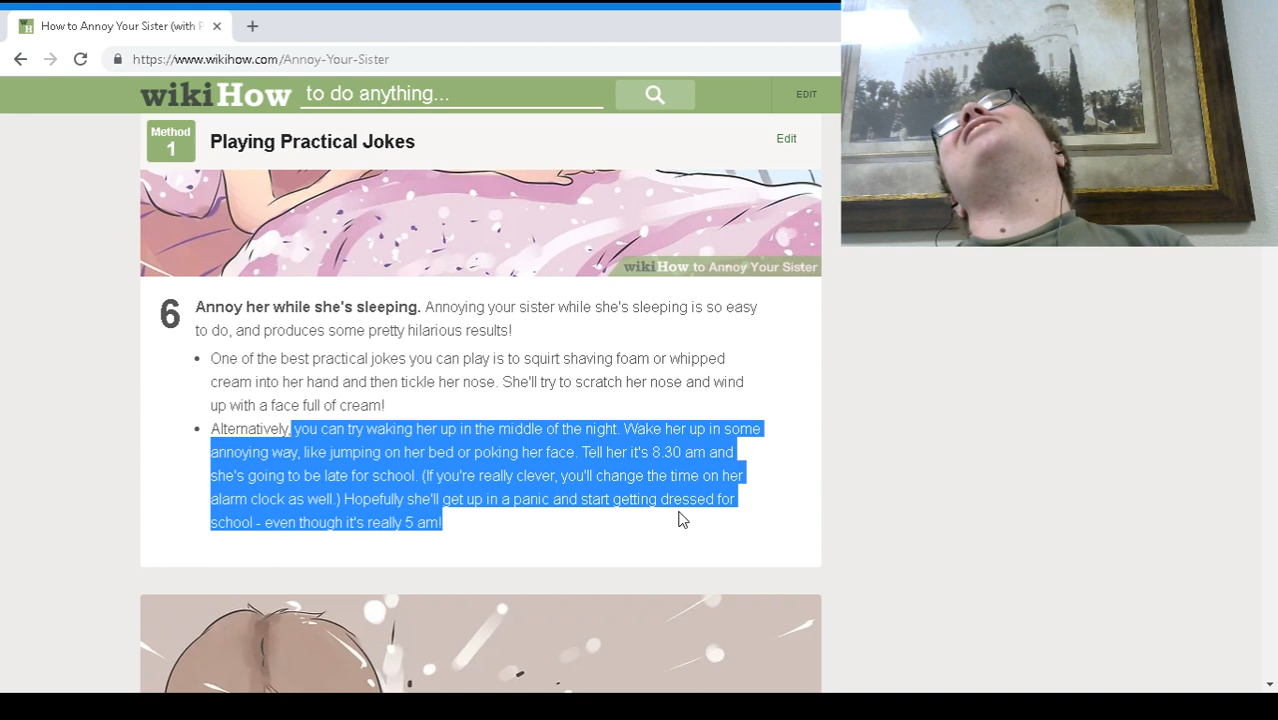 How to Annoy Your Sister (with P
https://www.wikihow.com/Annoy-Your-Sister
wikiHow to do anything...
EDIT
Method
1
Playing Practical Jokes
Edit
wikiHow to Annoy Your Sister
6
Annoy her while she's sleeping. Annoying your sister while she's sleeping is so easy
to do, and produces some pretty hilarious results!
• One of the best practical jokes you can play is to squirt shaving foam or whipped
cream into her hand and then tickle her nose. She'll try to scratch her nose and wind
up with a face full of cream!
• Alternatively, you can try waking her up in the middle of the night. Wake her up in some
annoying way, like jumping on her bed or poking her face. Tell her it's 8.30 am and
she's going to be late for school. (If you're really clever, you'll change the time on her
alarm clock as well.) Hopefully she'll get up in a panic and start getting dressed for
school - even though it's really 5 am!